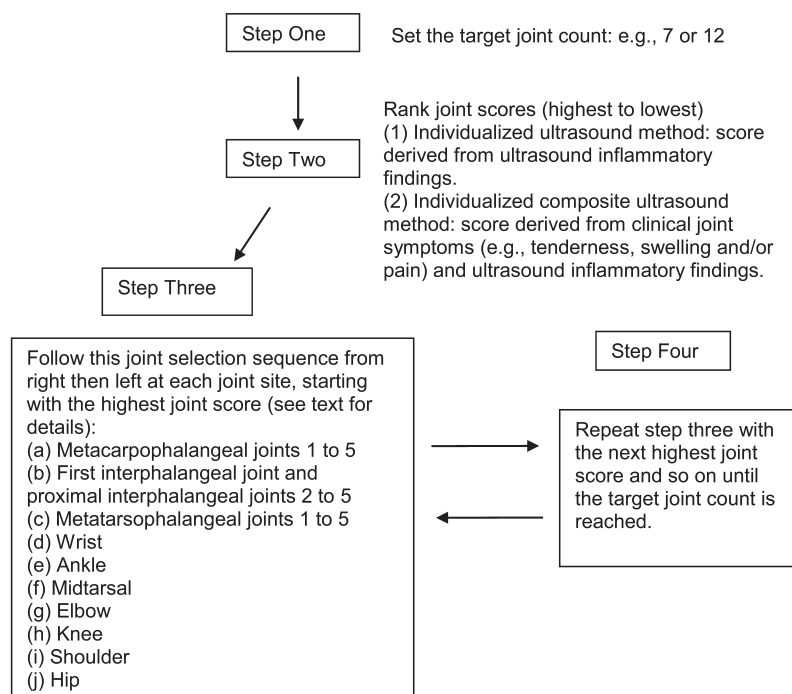 Step One
Set the target joint count: e.g., 7 or 12
Step Two
Rank joint scores (highest to lowest)
(1) Individualized ultrasound method: score
derived from ultrasound inflammatory
findings.
(2) Individualized composite ultrasound
method: score derived from clinical joint
symptoms (e.g., tenderness, swelling and/or
pain) and ultrasound inflammatory findings.
Step Three
Follow this joint selection sequence from
right then left at each joint site, starting
with the highest joint score (see text for
details):
(a) Metacarpophalangeal joints 1 to 5
(b) First interphalangeal joint and
proximal interphalangeal joints 2 to 5
(c) Metatarsophalangeal joints 1 to 5
(d) Wrist
(e) Ankle
(f) Midtarsal
(g) Elbow
(h) Knee
(i) Shoulder
(j) Hip
Step Four
Repeat step three with
the next highest joint
score and so on until
the target joint count is
reached.